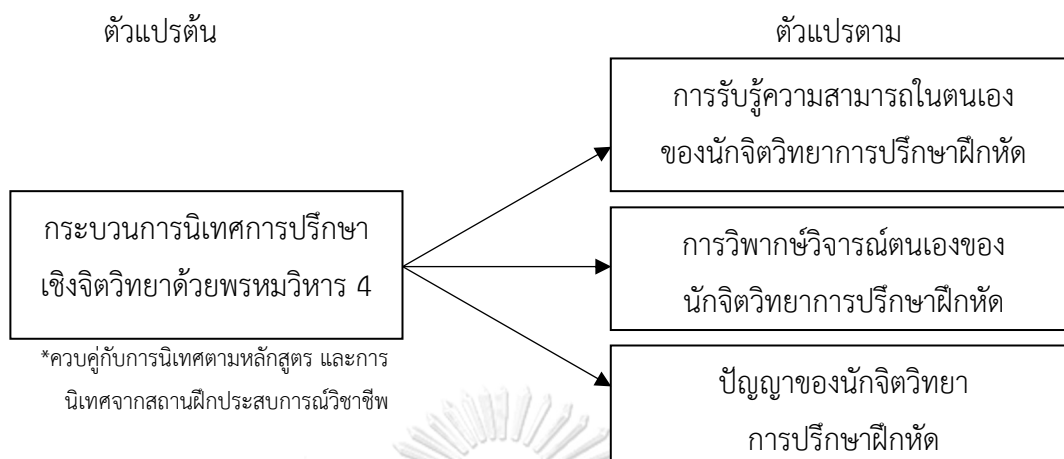 ตัวแปรต้น
ตัวแปรตาม
การรับรู้ความสามารถในตนเอง
ของนักจิตวิทยาการปรึกษาฝึกหัด
กระบวนการนิเทศการปรึกษา
เชิงจิตวิทยาด้วยพรหมวิหาร 4
*ควบคู่กับการนิเทศตามหลักสูตร และการ
นิเทศจากสถานฝึกประสบการณ์วิชาชีพ
การวิพากษ์วิจารณ์ตนเองของ
นักจิตวิทยาการปรึกษาฝึกหัด
ปัญญาของนักจิตวิทยา
การปรึกษาฝึกหัด